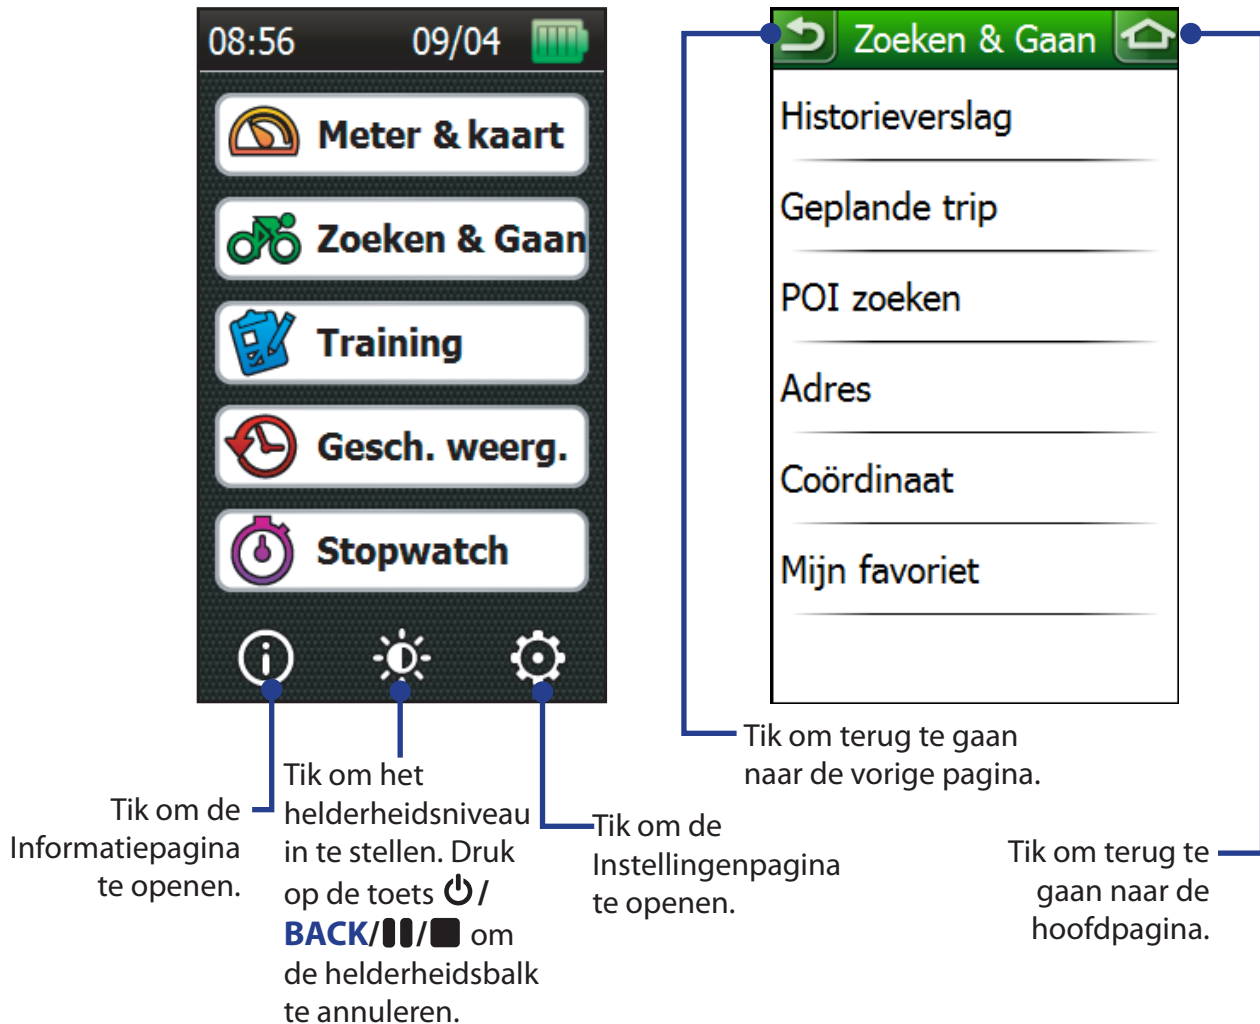 08:56 09/04
Meter & kaart
Zoeken & Gaan
Training
Gesch. weerg.
Stopwatch
Tik om de
Informatiepagina
te openen.
Tik om het
helderheidsniveau
in te stellen. Druk
op de toets /
BACK/ / om
de helderheidsbalk
te annuleren.
Tik om de
Instellingenpagina
te openen.
Zoeken & Gaan
Historieverslag
Geplande trip
POI zoeken
Adres
Coördinaat
Mijn favoriet
Tik om terug te gaan
naar de vorige pagina.
Tik om terug te
gaan naar de
hoofdpagina.